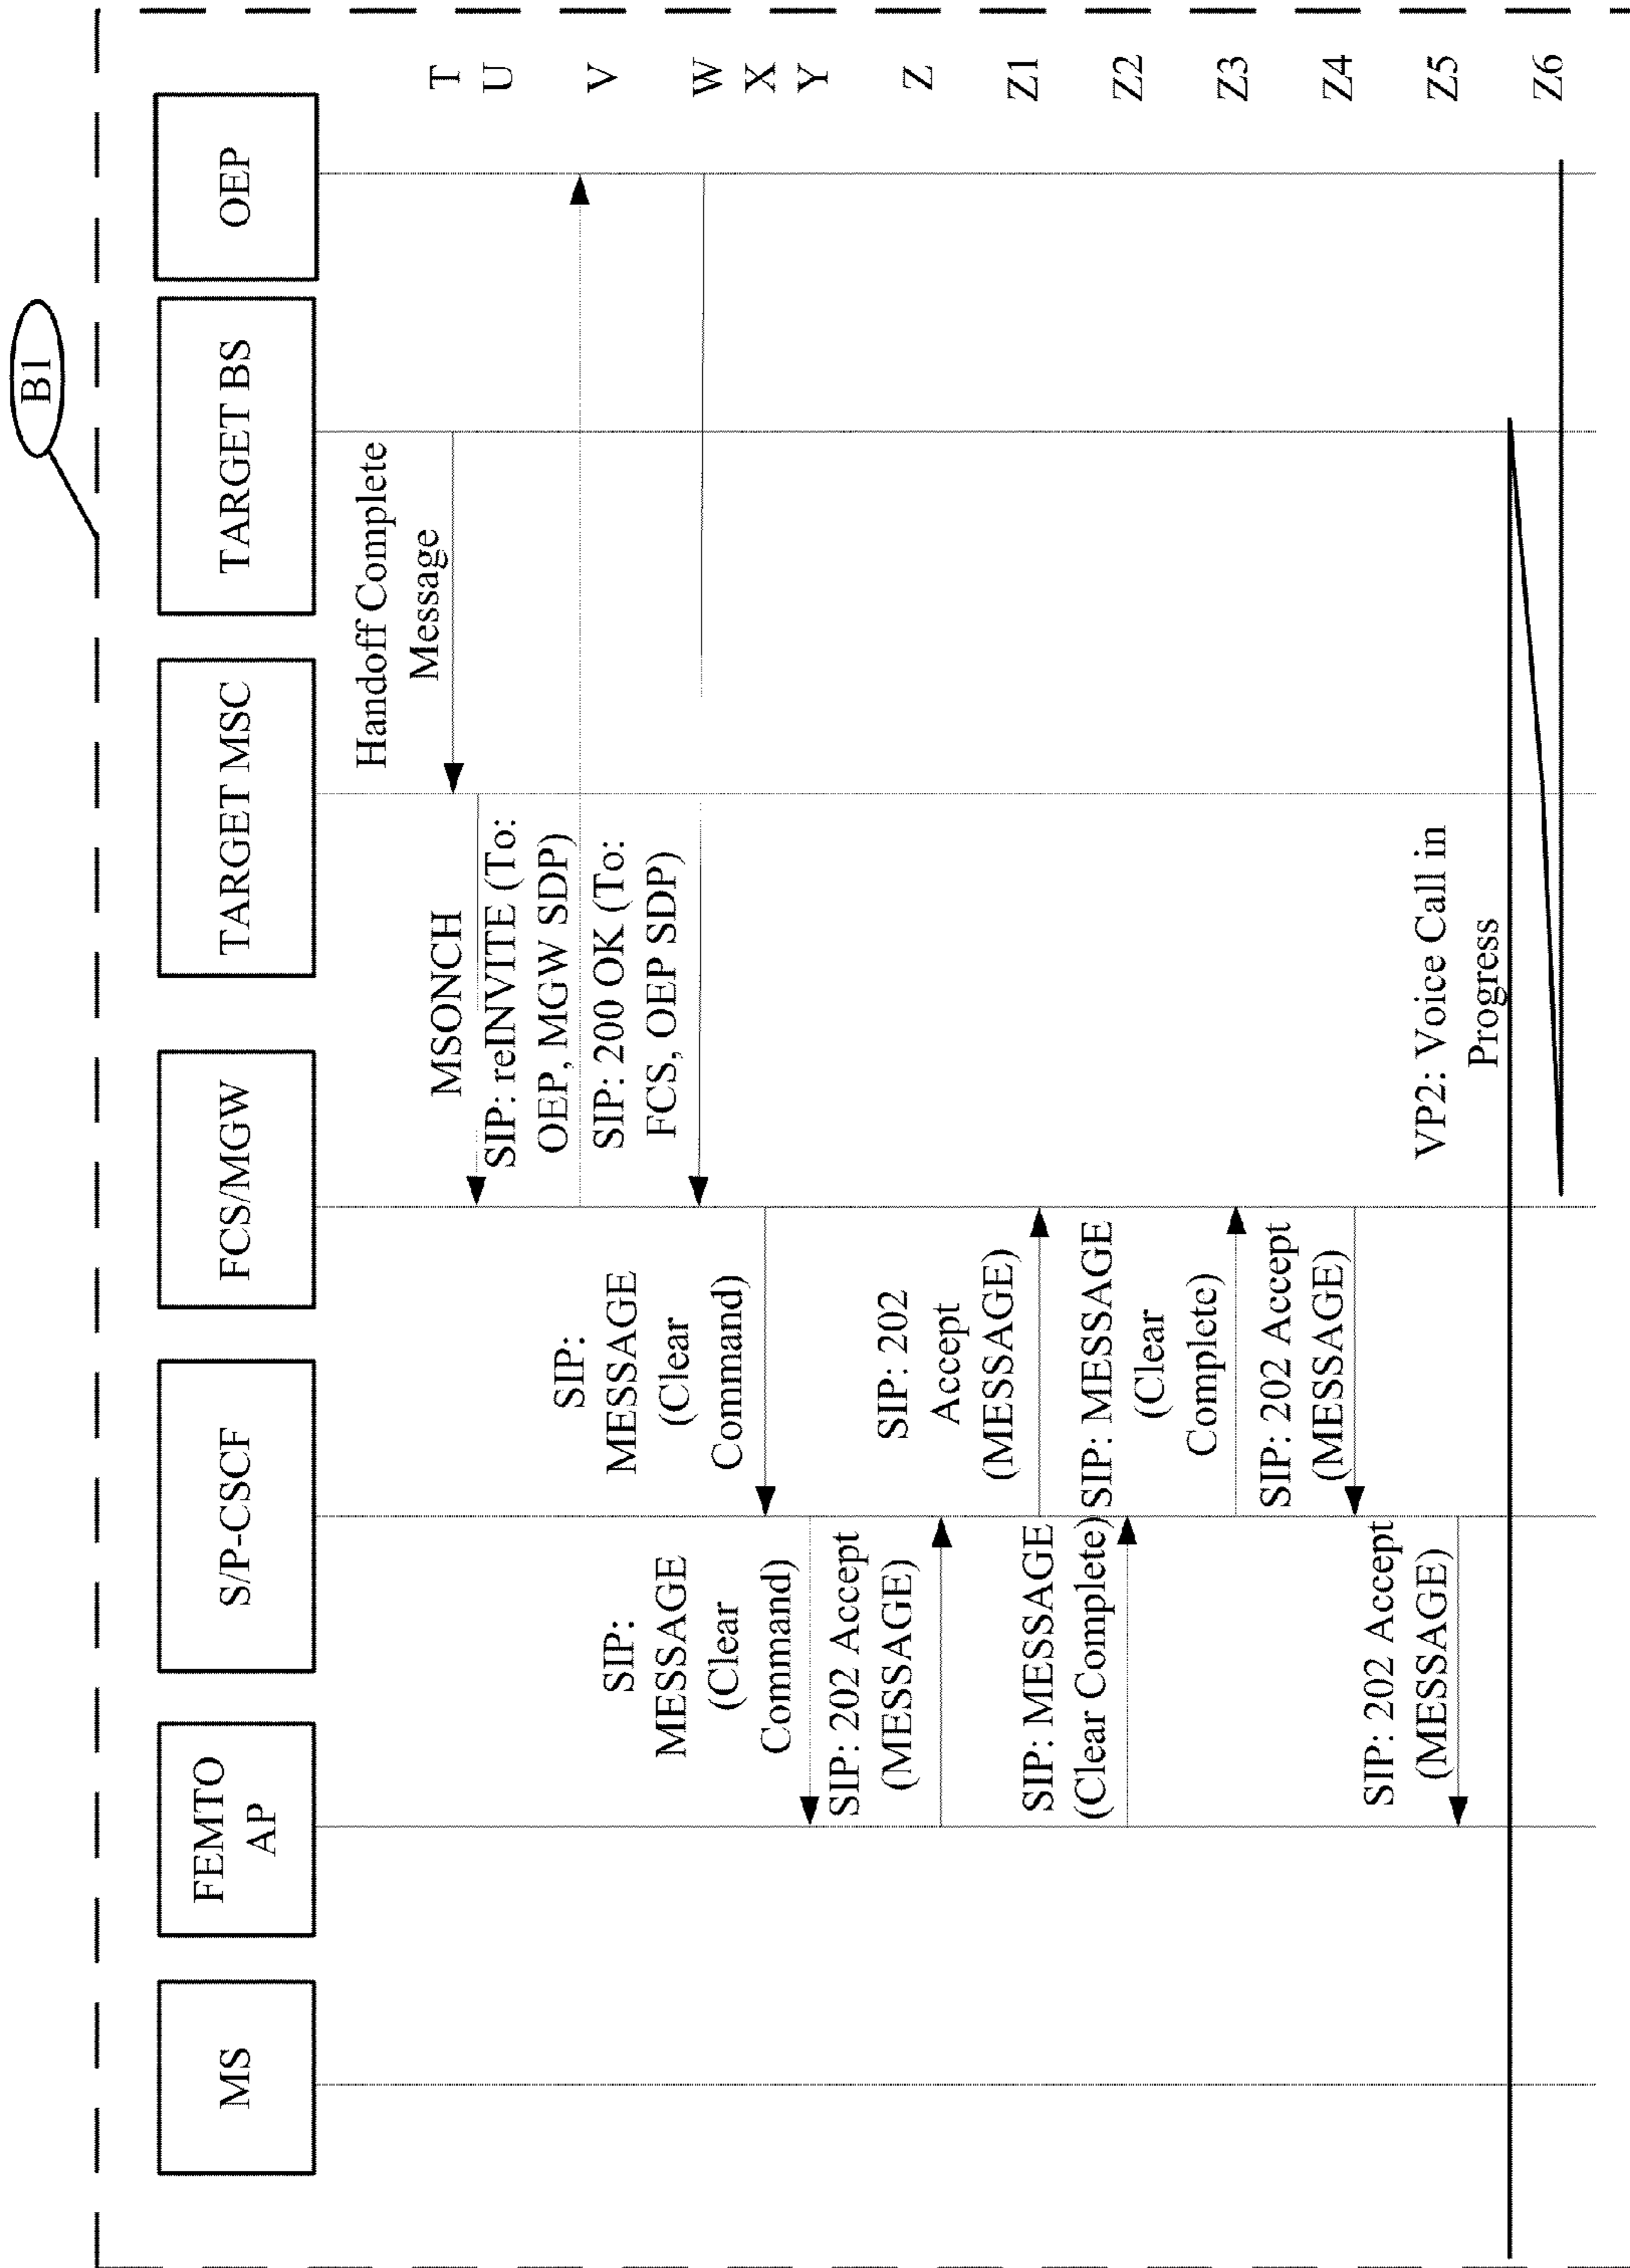 B1
MS
FEMTO
AP
S/P-CSCF
FCS/MGW
TARGET MSC
TARGET BS
OEP
Handoff Complete
Message
T
MSONCH
U
SIP: reINVITE (To:
OEP, MGW SDP)
V
SIP: 200 OK (To:
FCS, OEP SDP)
W
SIP:
MESSAGE
(Clear
Command)
X
SIP:
MESSAGE
(Clear
Command)
Y
SIP: 202 Accept
(MESSAGE)
Z
SIP: 202
Accept
(MESSAGE)
Z1
SIP: MESSAGE
(Clear Complete)
Z2
SIP: MESSAGE
(Clear
Complete)
Z3
SIP: 202 Accept
(MESSAGE)
Z4
SIP: 202 Accept
(MESSAGE)
Z5
VP2: Voice Call in
Progress
Z6